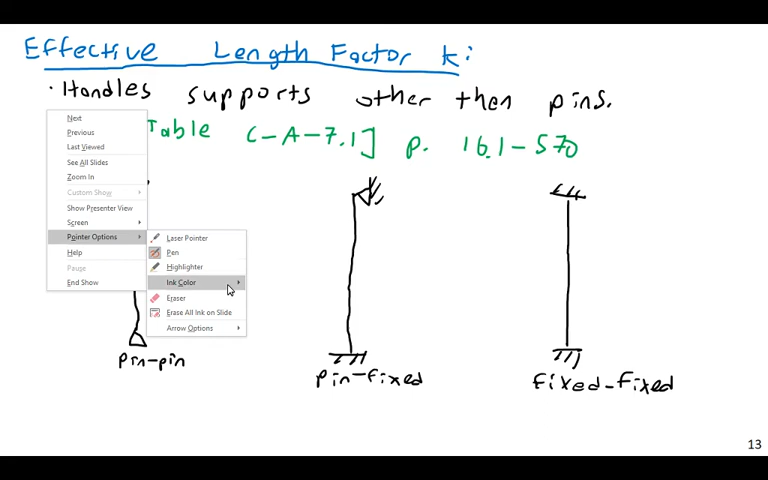 Effective Length Factor k:
• Handles supports other then pins.
Table C-A-7.1] p. 16.1-570
Next
Previous
Last Viewed
See All Slides
Zoom In
Custom Show
Show Presenter View
Screen
Pointer Options
Help
Pause
End Show
Laser Pointer
Pen
Highlighter
Ink Color
Eraser
Erase All Ink on Slide
Arrow Options
Pin-pin
Pin-fixed
fixed-fixed
13